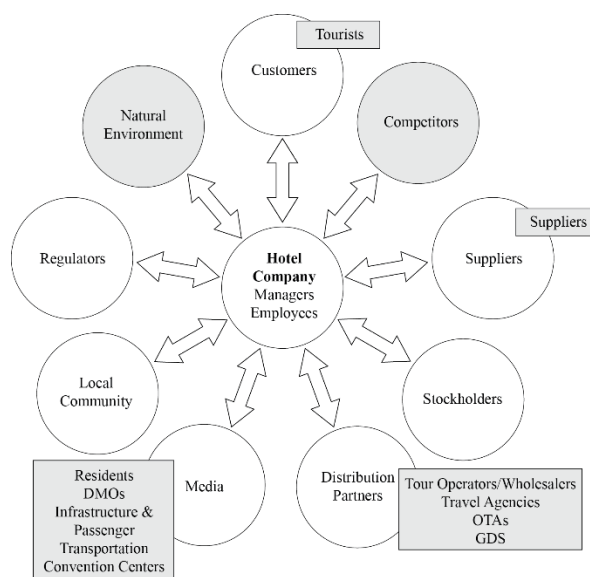 Tourists
Customers
Natural
Environment
Competitors
Suppliers
Regulators
Hotel
Company
Managers
Employees
Suppliers
Local
Community
Stockholders
Residents
DMOs
Infrastructure &
Passenger
Transportation
Convention Centers
Media
Distribution
Partners
Tour Operators/Wholesalers
Travel Agencies
OTAs
GDS